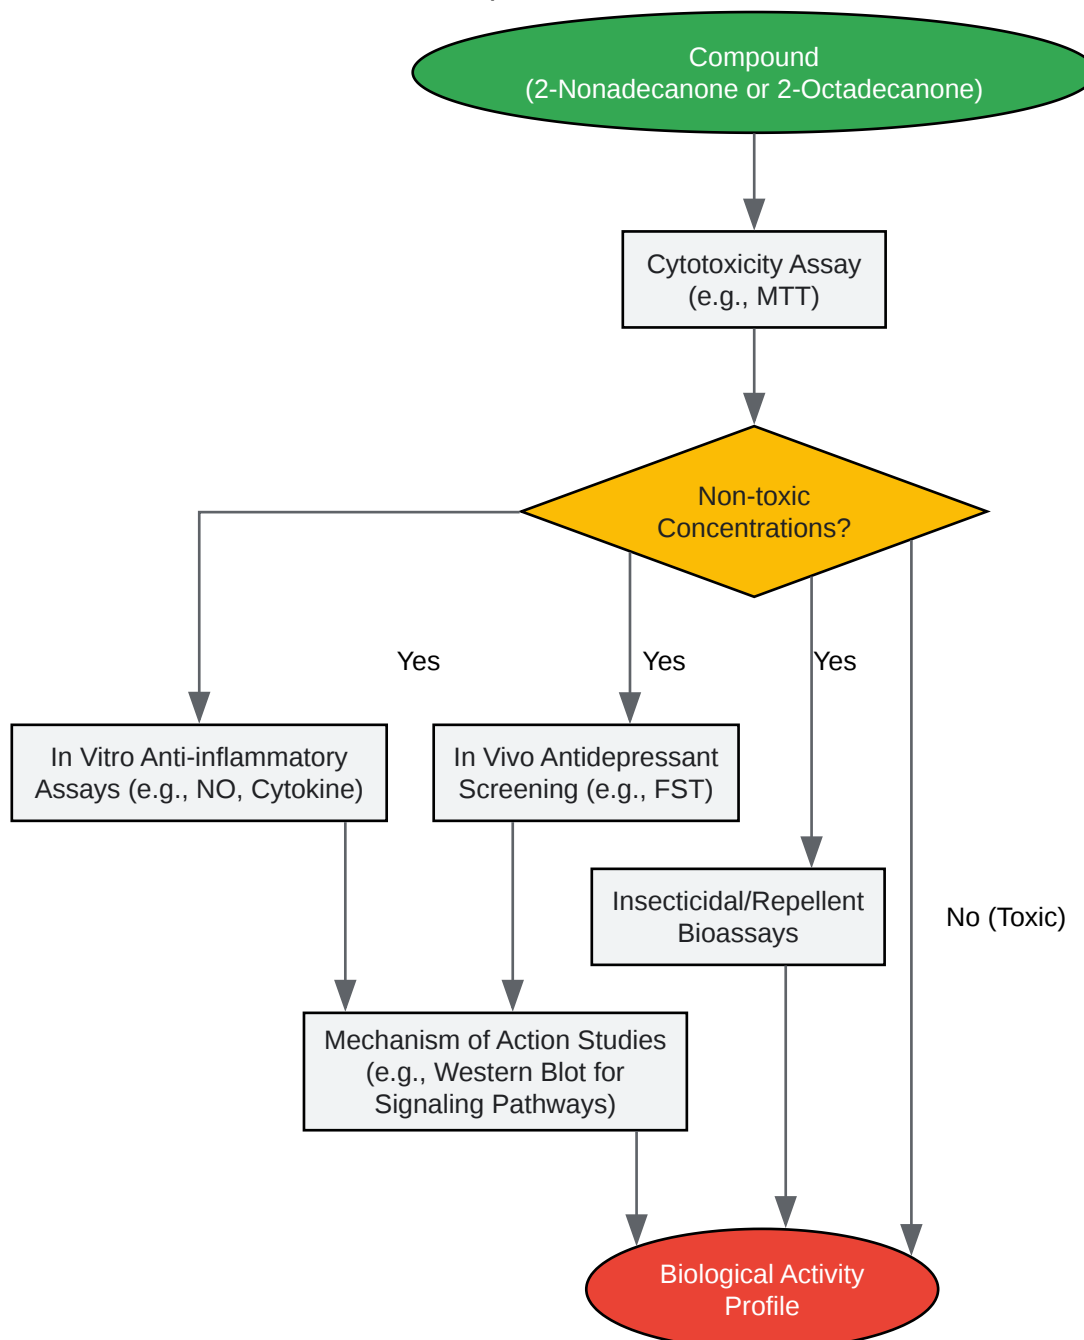 Compound
(2-Nonadecanone or 2-Octadecanone)
Cytotoxicity Assay
(e.g., MTT)
Non-toxic
Concentrations?
Yes
Yes
Yes
In Vitro Anti-inflammatory
Assays (e.g., NO, Cytokine)
In Vivo Antidepressant
Screening (e.g., FST)
Insecticidal/Repellent
Bioassays
No (Toxic)
Mechanism of Action Studies
(e.g., Western Blot for
Signaling Pathways)
Biological Activity
Profile